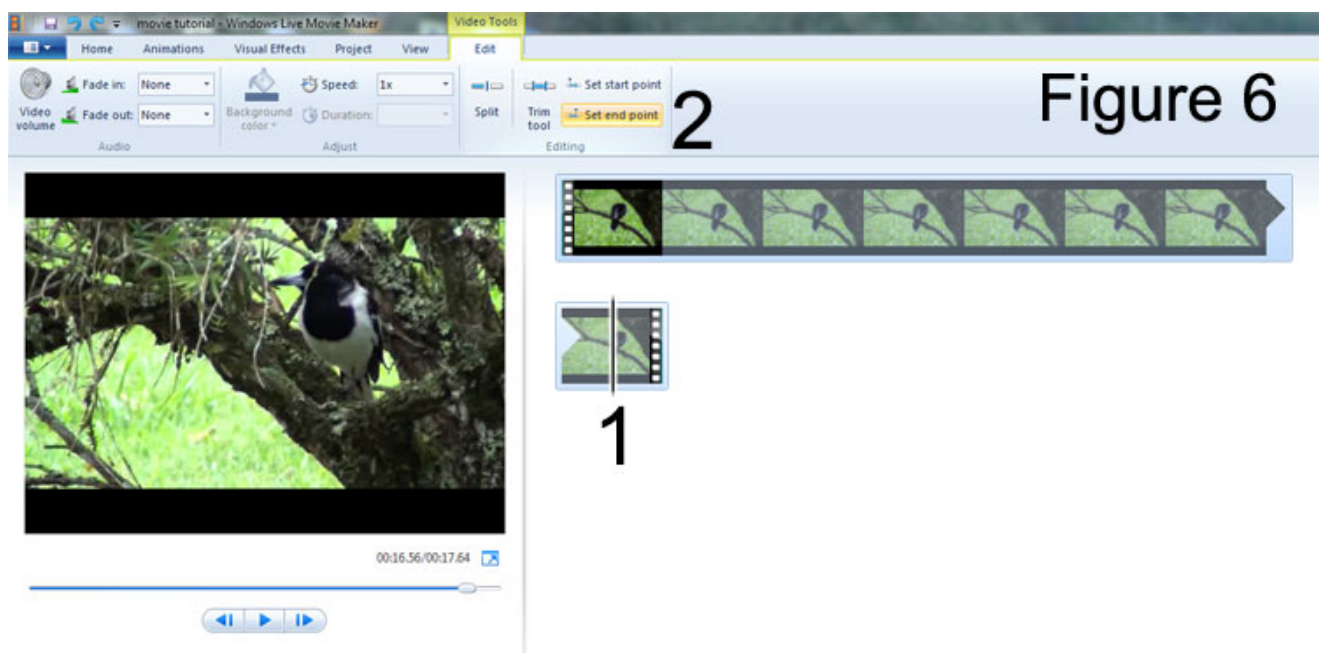 movie tutorial - Windows Live Movie Maker
Video Tools
Home Animations Visual Effects Project View Edit
Video volume
Fade in: None
Fade out: None
Audio
Background color
Speed: 1x
Duration:
Adjust
Split
Trim tool
Set start point
Set end point
Editing
2
Figure 6
1
00:16.56/00:17.64